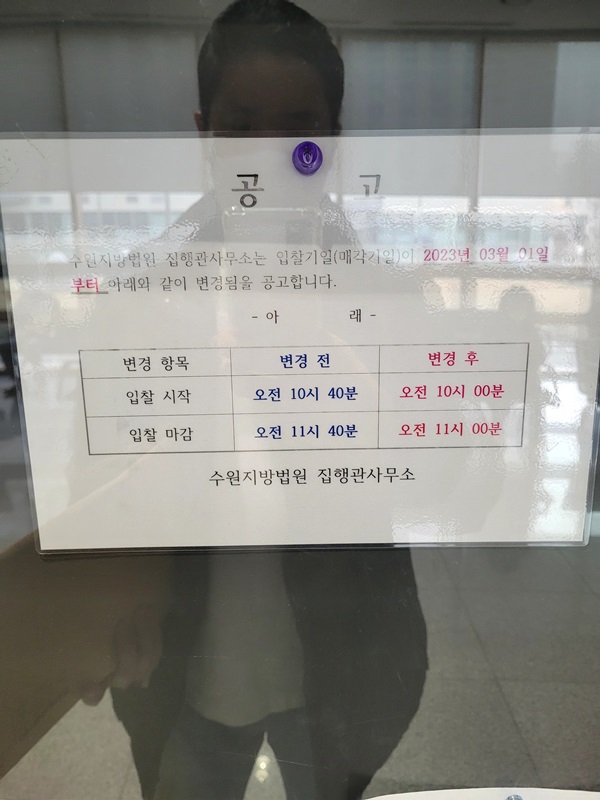 공 고
수원지방법원 집행관사무소는 입찰기일(매각기일)이 2023년 03월 01일
부터 아래와 같이 변경됨을 공고합니다.
- 아 래 -
변경 항목 변경 전 변경 후
입찰 시작 오전 10시 40분 오전 10시 00분
입찰 마감 오전 11시 40분 오전 11시 00분
수원지방법원 집행관사무소